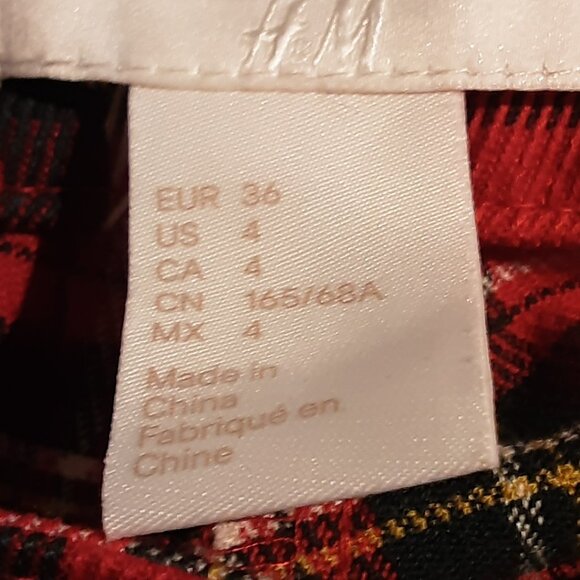 H&M
EUR 36
US 4
CA 4
CN 165/68A
MX 4
Made in
China
Fabriqué en
Chine